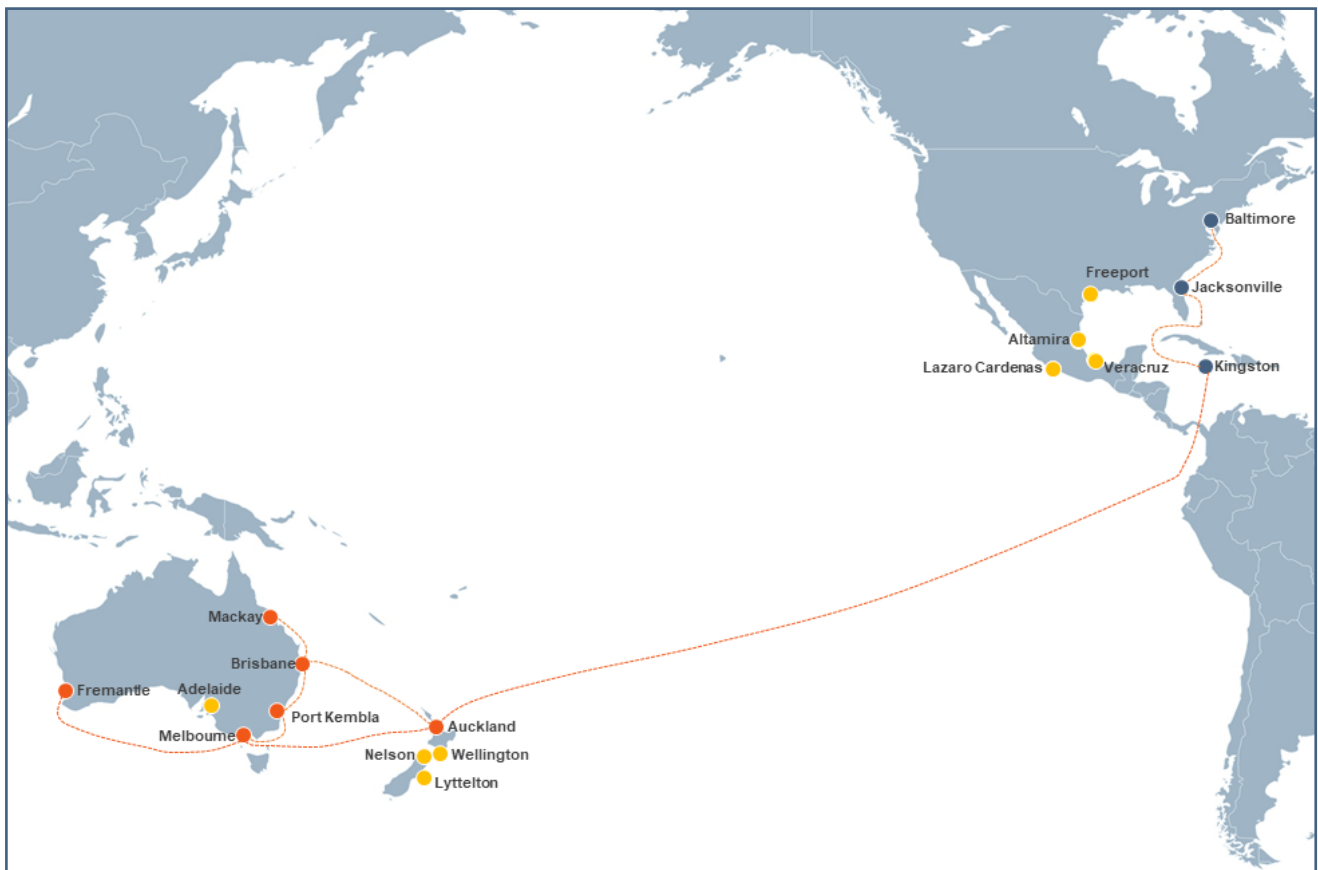 Baltimore
Freeport
Jacksonville
Altamira
Lazaro Cardenas
Veracruz
Kingston
Mackay
Brisbane
Fremantle
Adelaide
Port Kembla
Melbourne
Auckland
Nelson
Wellington
Lyttelton